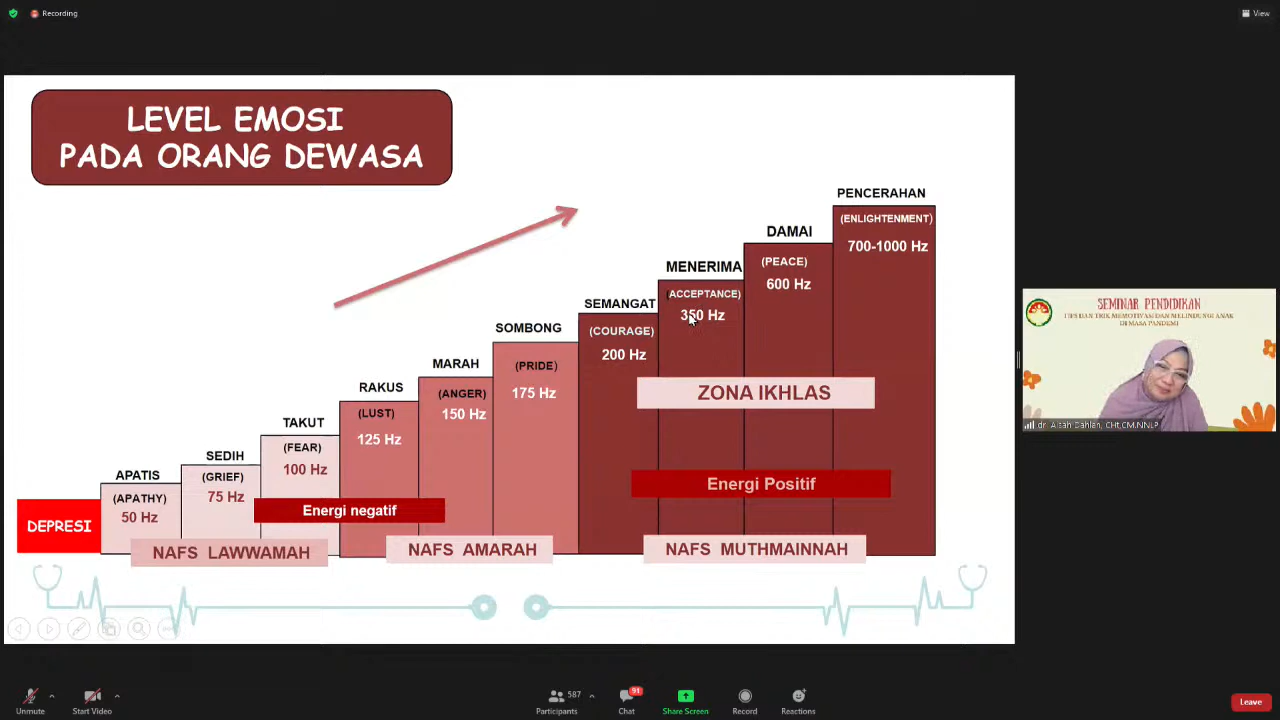 Recording
View
LEVEL EMOSI
PADA ORANG DEWASA
PENCERAHAN
(ENLIGHTENMENT)
700-1000 Hz
DAMAI
(PEACE)
600 Hz
MENERIMA
(ACCEPTANCE)
350 Hz
SEMANGAT
(COURAGE)
200 Hz
SOMBONG
(PRIDE)
175 Hz
MARAH
(ANGER)
150 Hz
RAKUS
(LUST)
125 Hz
TAKUT
(FEAR)
100 Hz
SEDIH
(GRIEF)
75 Hz
APATIS
(APATHY)
50 Hz
DEPRESI
ZONA IKHLAS
Energi Positif
Energi negatif
NAFS LAWWAMAH
NAFS AMARAH
NAFS MUTHMAINNAH
SEMINAR PENDIDIKAN
TIPS DAN TRIK MEMOTIVASI DAN MELINDUNGI ANAK
DI MASA PANDEMI
dr. Aisah Dahlan, CHt,CM.NNLP
Unmute
Start Video
587
Participants
91
Chat
Share Screen
Record
Reactions
Leave